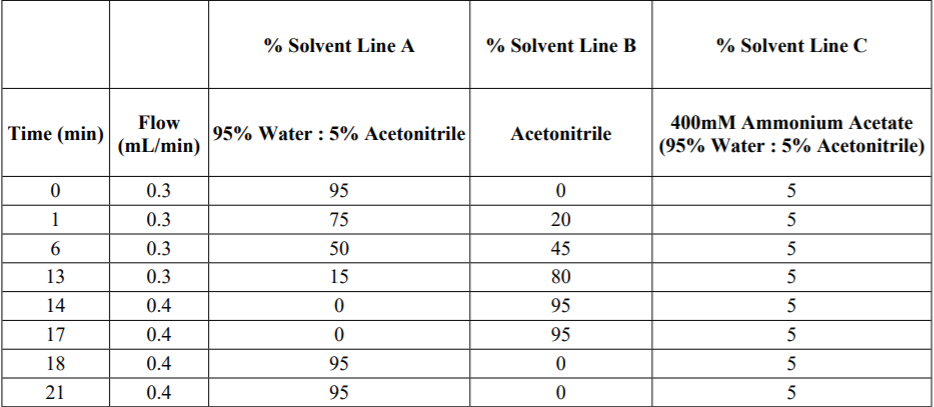 % Solvent Line A % Solvent Line B % Solvent Line C
Time (min) Flow (mL/min) 95% Water : 5% Acetonitrile Acetonitrile 400mM Ammonium Acetate (95% Water : 5% Acetonitrile)
0 0.3 95 0 5
1 0.3 75 20 5
6 0.3 50 45 5
13 0.3 15 80 5
14 0.4 0 95 5
17 0.4 0 95 5
18 0.4 95 0 5
21 0.4 95 0 5